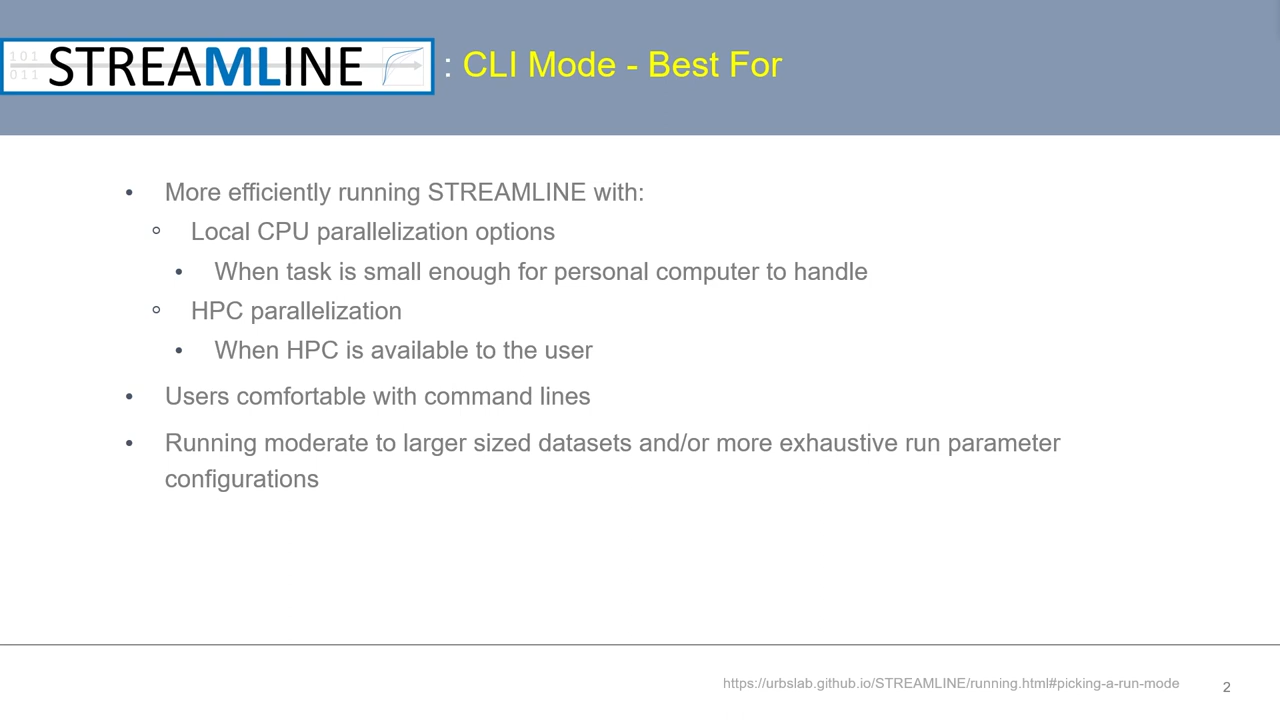 101
011
STREAMLINE : CLI Mode - Best For
• More efficiently running STREAMLINE with:
○ Local CPU parallelization options
• When task is small enough for personal computer to handle
○ HPC parallelization
• When HPC is available to the user
• Users comfortable with command lines
• Running moderate to larger sized datasets and/or more exhaustive run parameter
configurations
https://urbslab.github.io/STREAMLINE/running.html#picking-a-run-mode
2